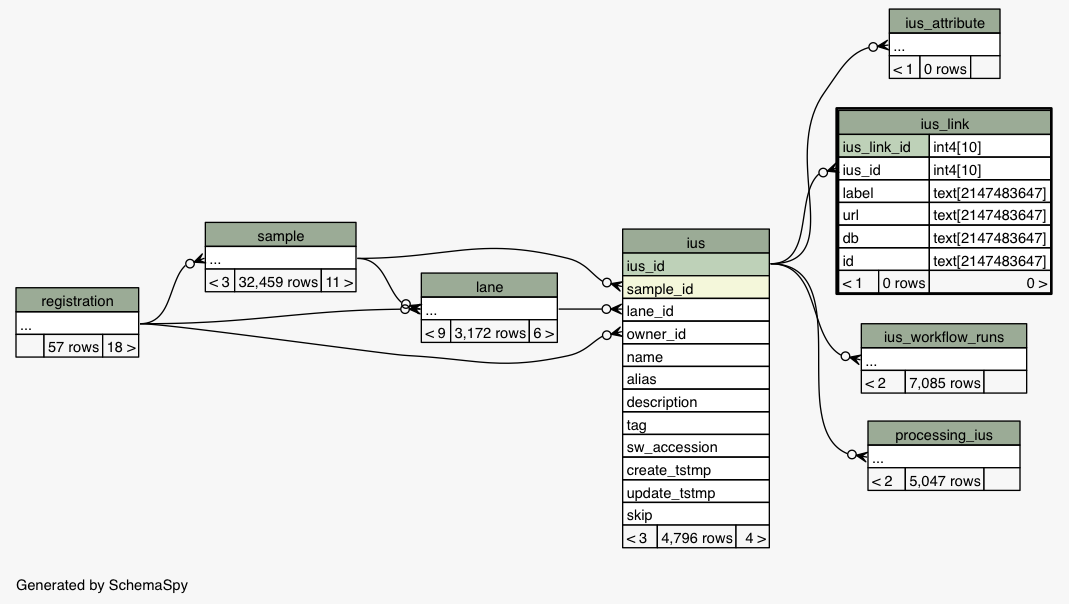 ius_attribute
...
< 1 0 rows
ius_link
ius_link_id int4[10]
ius_id int4[10]
label text[2147483647]
url text[2147483647]
db text[2147483647]
id text[2147483647]
< 1 0 rows 0 >
sample
...
< 3 32,459 rows 11 >
lane
...
< 9 3,172 rows 6 >
registration
...
57 rows 18 >
ius
ius_id
sample_id
lane_id
owner_id
name
alias
description
tag
sw_accession
create_tstmp
update_tstmp
skip
< 3 4,796 rows 4 >
ius_workflow_runs
...
< 2 7,085 rows
processing_ius
...
< 2 5,047 rows
Generated by SchemaSpy